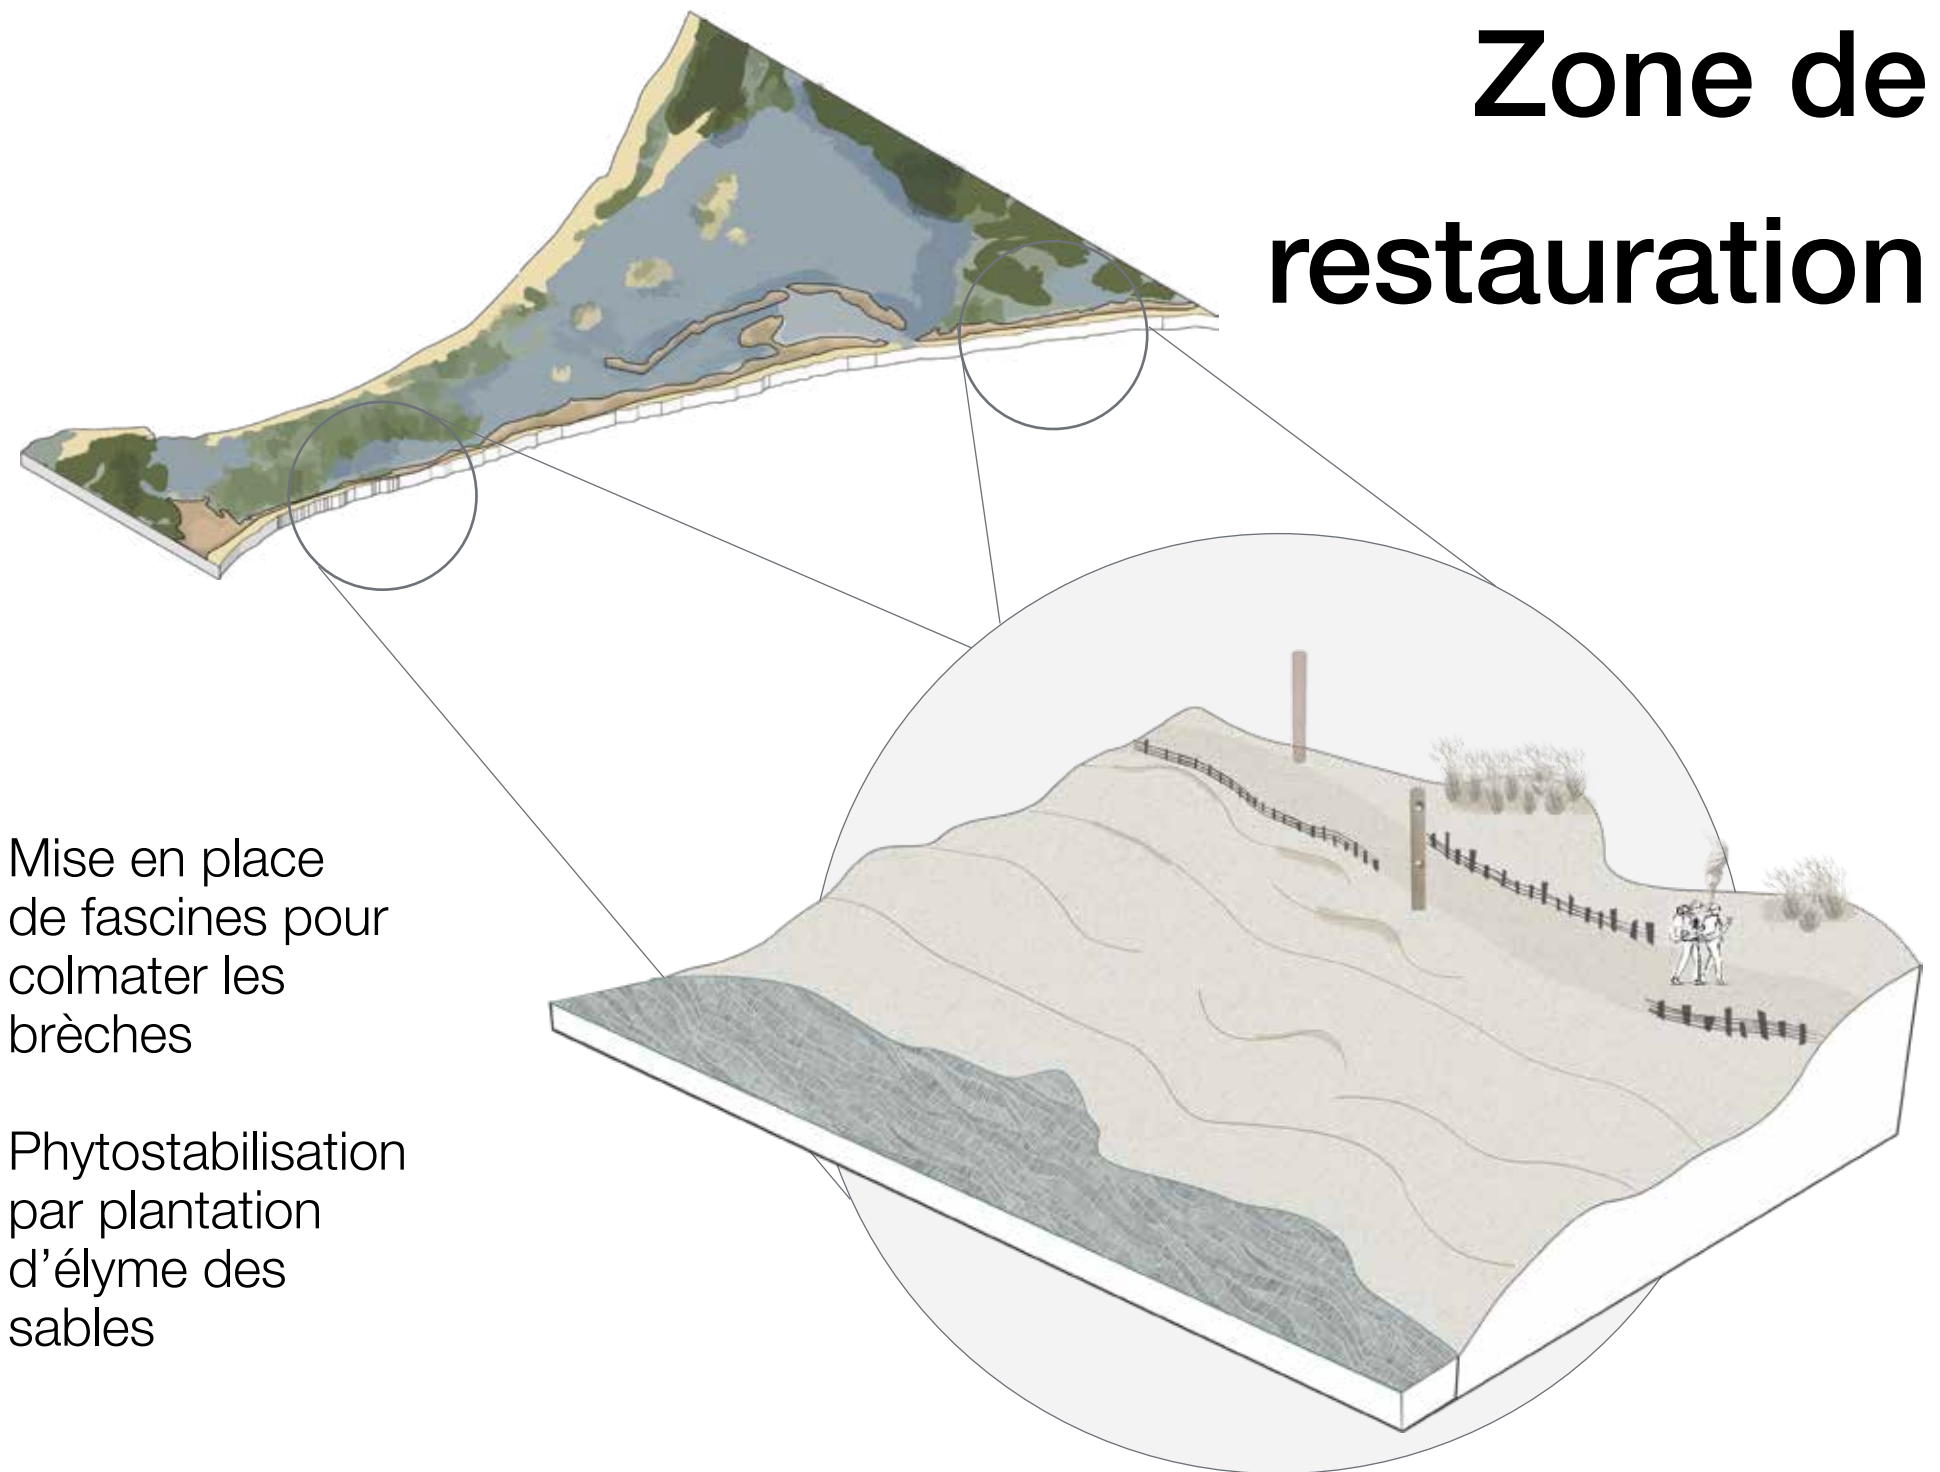 Zone de
restauration
Mise en place
de fascines pour
colmater les
brèches
Phytostabilisation
par plantation
d’élyme des
sables